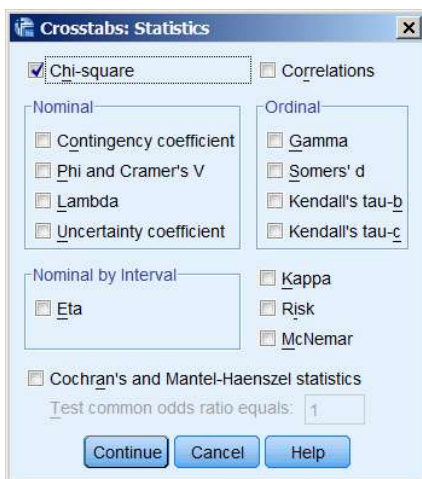 Crosstabs: Statistics
Chi-square
Correlations
Nominal
Contingency coefficient
Phi and Cramer's V
Lambda
Uncertainty coefficient
Ordinal
Gamma
Somers' d
Kendall's tau-b
Kendall's tau-c
Nominal by Interval
Eta
Kappa
Risk
McNemar
Cochran's and Mantel-Haenszel statistics
Test common odds ratio equals: 1
Continue Cancel Help